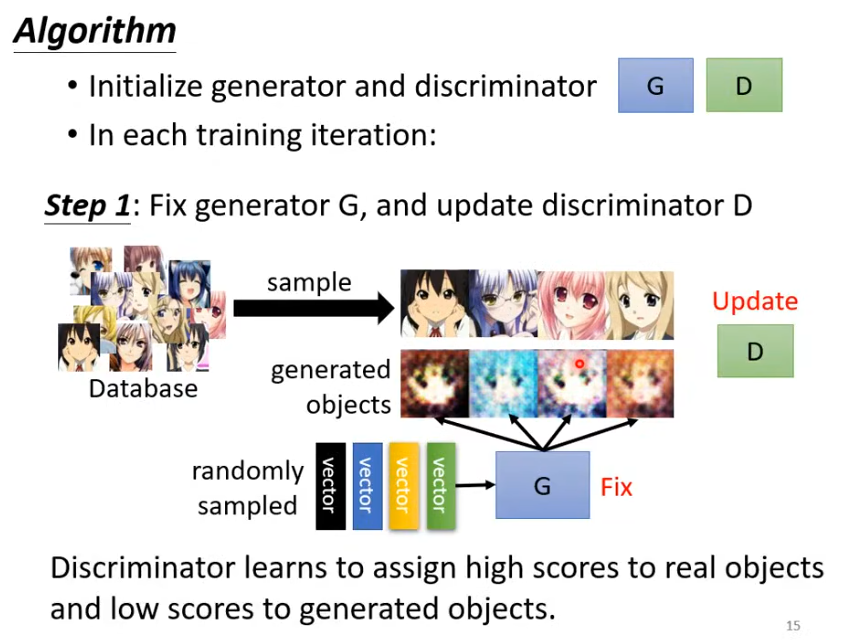 Algorithm
• Initialize generator and discriminator G D
• In each training iteration:
Step 1: Fix generator G, and update discriminator D
sample
Update
D
Database
generated
objects
randomly
sampled
vector vector vector vector
G
Fix
Discriminator learns to assign high scores to real objects
and low scores to generated objects.
15